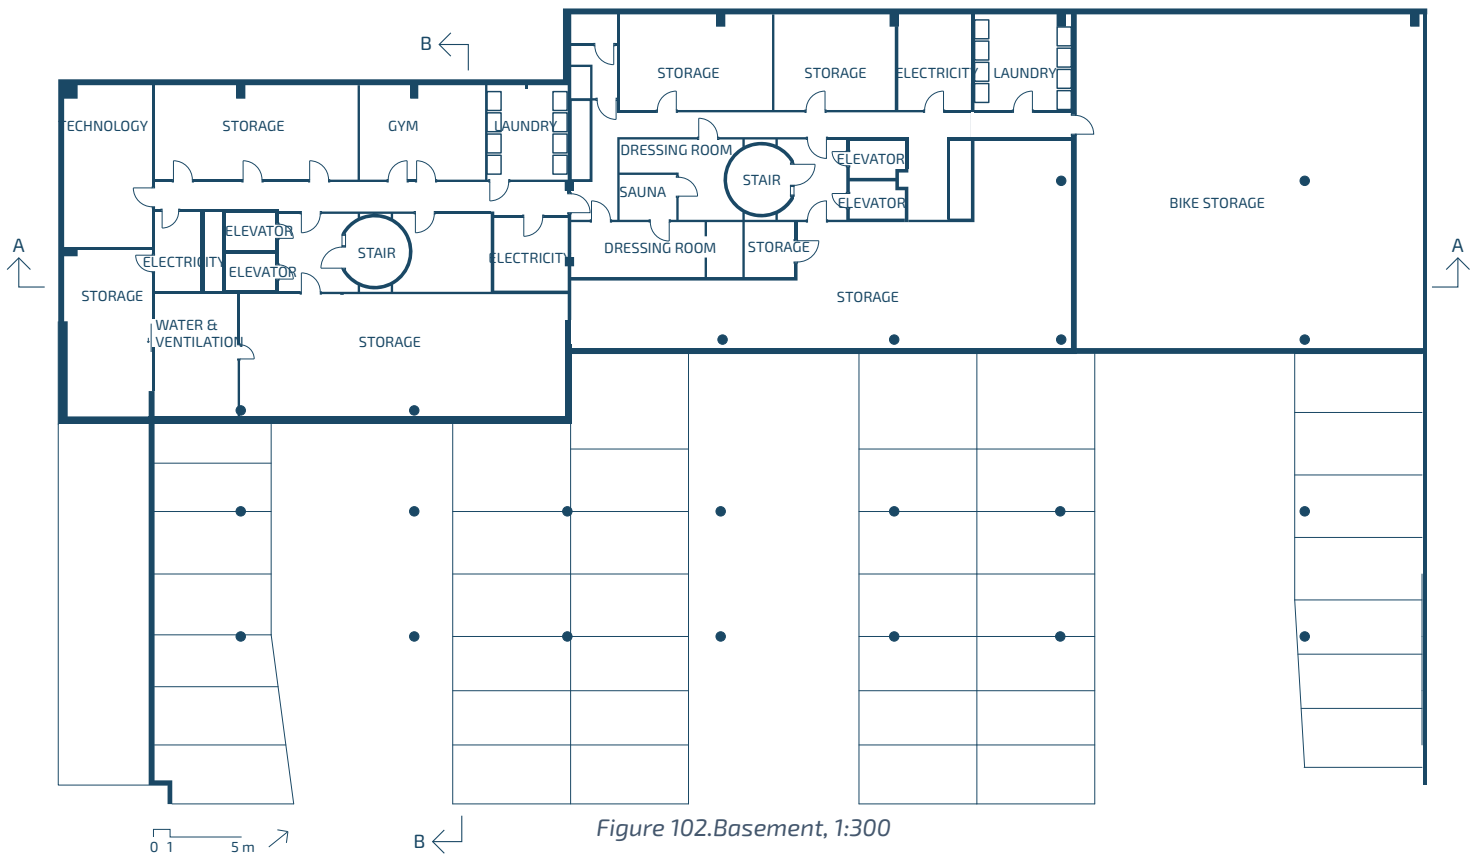 B
STORAGE
STORAGE
ELECTRICITY
LAUNDRY
TECHNOLOGY
STORAGE
GYM
LAUNDRY
DRESSING ROOM
STAIR
ELEVATOR
SAUNA
ELEVATOR
BIKE STORAGE
A
ELEVATOR
STAIR
ELECTRICITY
DRESSING ROOM
STORAGE
A
ELECTRICITY
ELEVATOR
STORAGE
STORAGE
WATER &
VENTILATION
STORAGE
Figure 102.Basement, 1:300
B
0 1 5 m